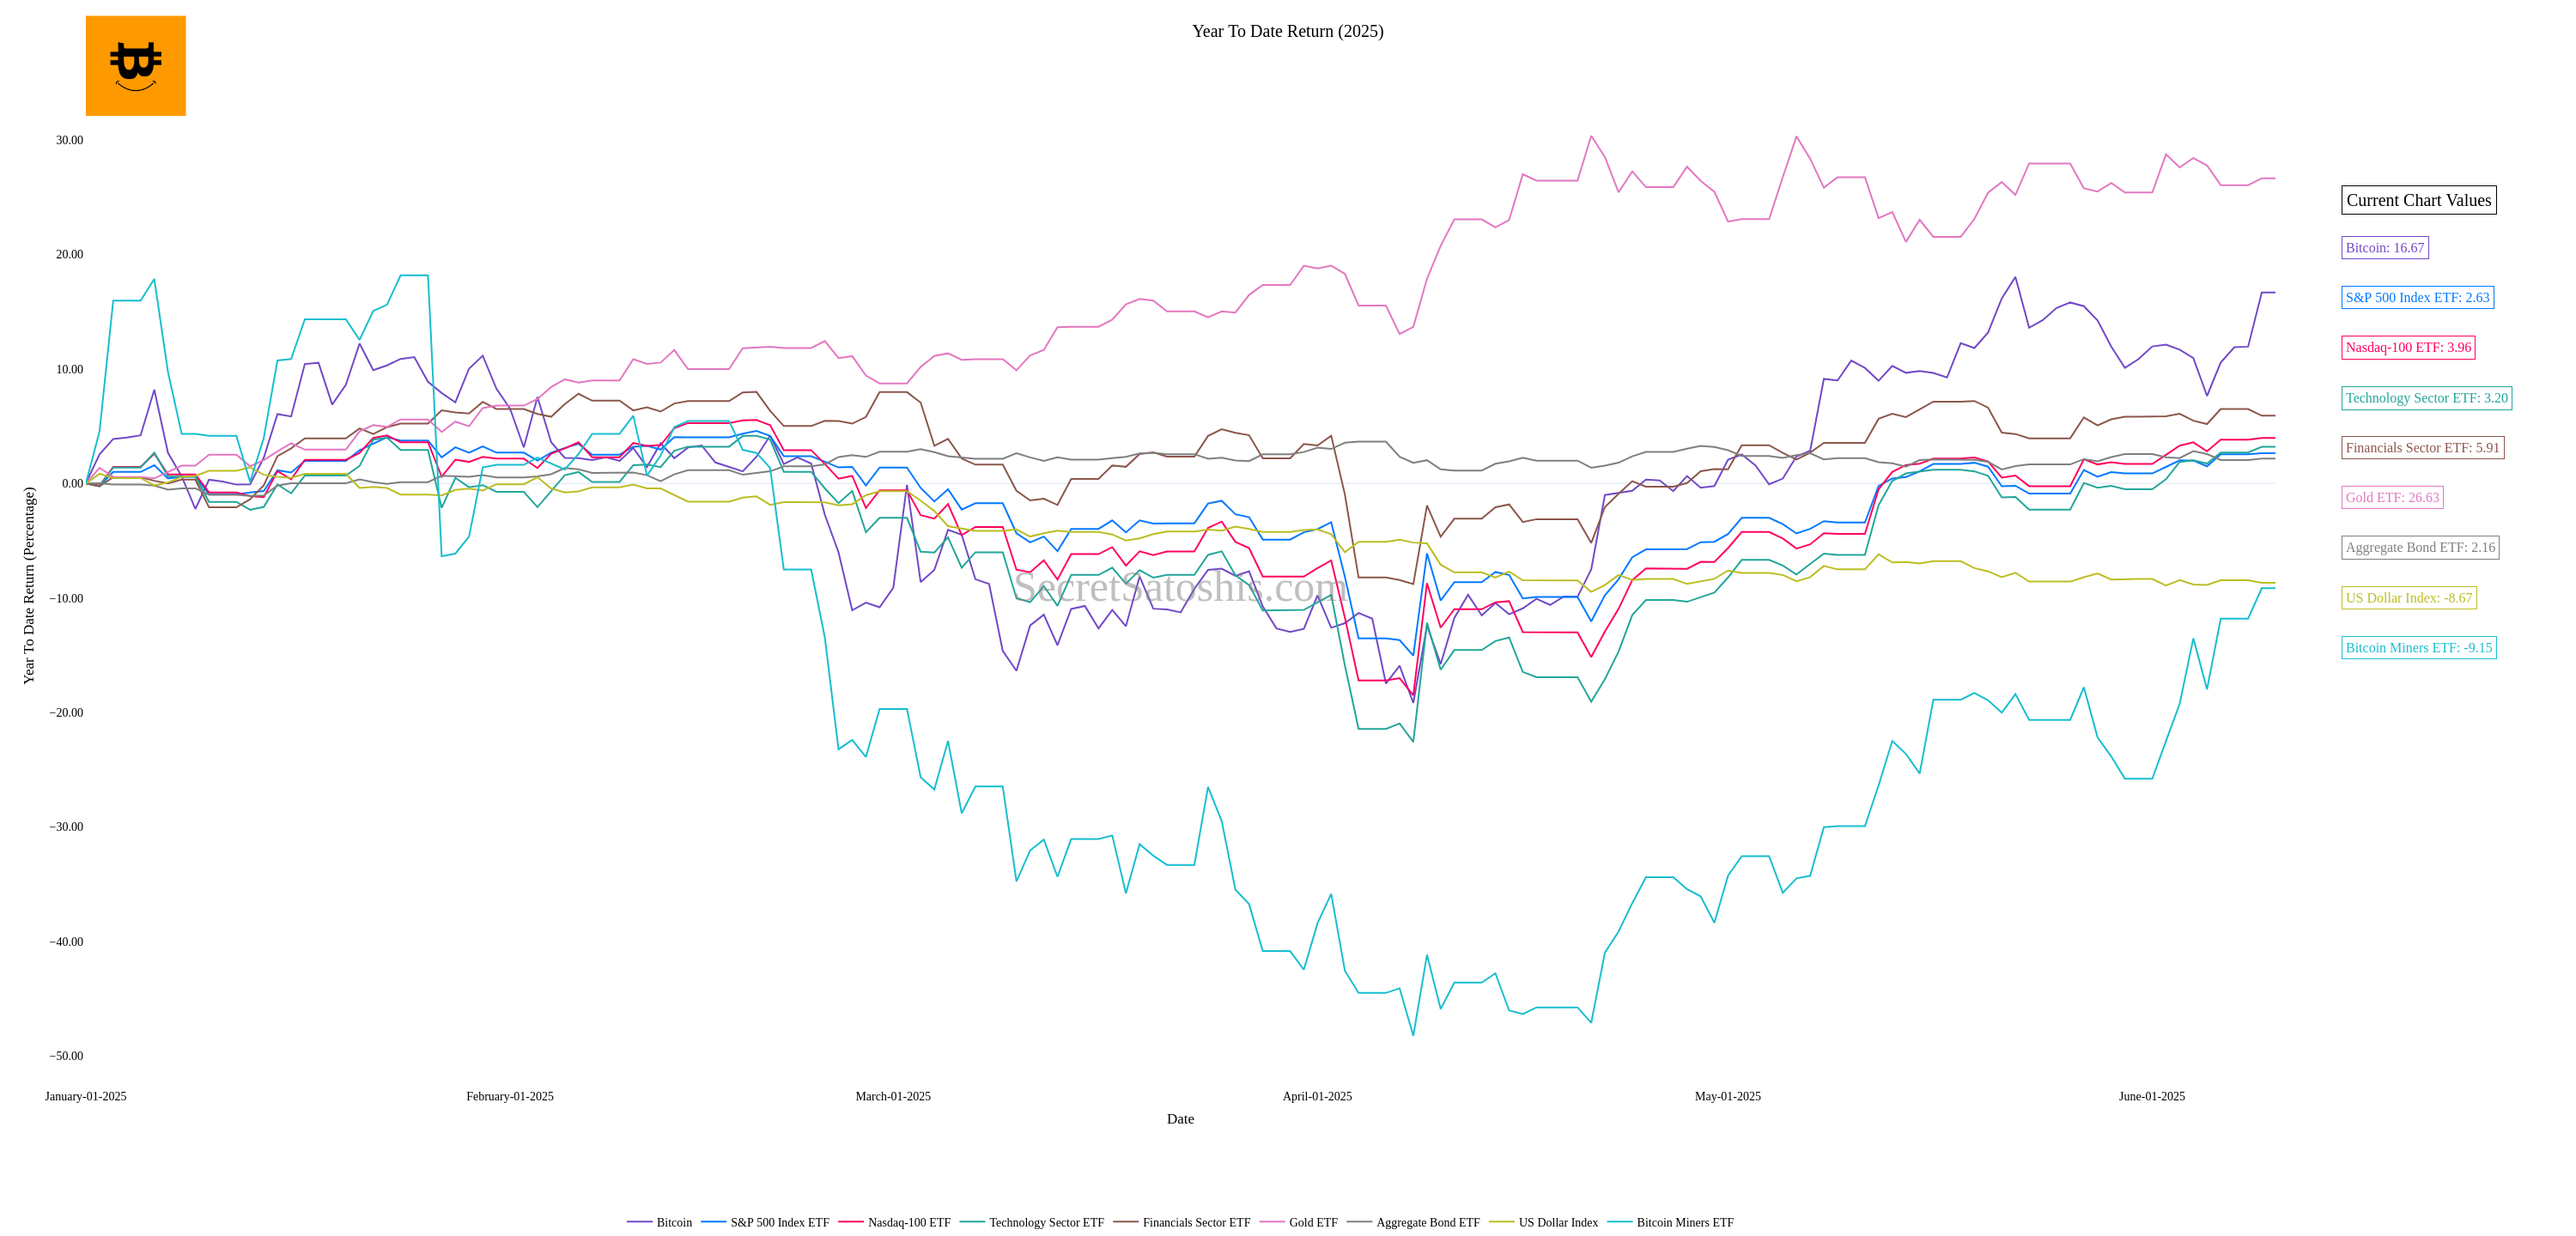 Year To Date Return (2025)
30.00
20.00
10.00
0.00
−10.00
−20.00
−30.00
−40.00
−50.00
Year To Date Return (Percentage)
SecretSatoshis.com
January-01-2025
February-01-2025
March-01-2025
April-01-2025
May-01-2025
June-01-2025
Date
Current Chart Values
Bitcoin: 16.67
S&P 500 Index ETF: 2.63
Nasdaq-100 ETF: 3.96
Technology Sector ETF: 3.20
Financials Sector ETF: 5.91
Gold ETF: 26.63
Aggregate Bond ETF: 2.16
US Dollar Index: -8.67
Bitcoin Miners ETF: -9.15
Bitcoin S&P 500 Index ETF Nasdaq-100 ETF Technology Sector ETF Financials Sector ETF Gold ETF Aggregate Bond ETF US Dollar Index Bitcoin Miners ETF